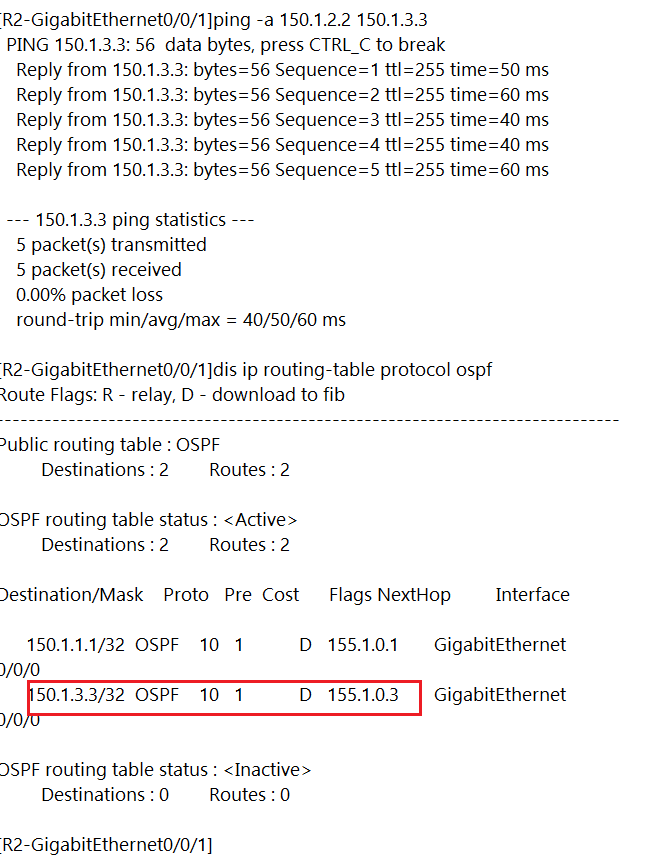 [R2-GigabitEthernet0/0/1]ping -a 150.1.2.2 150.1.3.3
PING 150.1.3.3: 56  data bytes, press CTRL_C to break
Reply from 150.1.3.3: bytes=56 Sequence=1 ttl=255 time=50 ms
Reply from 150.1.3.3: bytes=56 Sequence=2 ttl=255 time=60 ms
Reply from 150.1.3.3: bytes=56 Sequence=3 ttl=255 time=40 ms
Reply from 150.1.3.3: bytes=56 Sequence=4 ttl=255 time=40 ms
Reply from 150.1.3.3: bytes=56 Sequence=5 ttl=255 time=60 ms
--- 150.1.3.3 ping statistics ---
5 packet(s) transmitted
5 packet(s) received
0.00% packet loss
round-trip min/avg/max = 40/50/60 ms
[R2-GigabitEthernet0/0/1]dis ip routing-table protocol ospf
Route Flags: R - relay, D - download to fib
------------------------------------------------------------------------------
Public routing table : OSPF
Destinations : 2        Routes : 2
OSPF routing table status : <Active>
Destinations : 2        Routes : 2
Destination/Mask    Proto   Pre  Cost      Flags NextHop         Interface
150.1.1.1/32  OSPF    10   1           D   155.1.0.1       GigabitEthernet
0/0/0
150.1.3.3/32  OSPF    10   1           D   155.1.0.3       GigabitEthernet
0/0/0
OSPF routing table status : <Inactive>
Destinations : 0        Routes : 0
[R2-GigabitEthernet0/0/1]